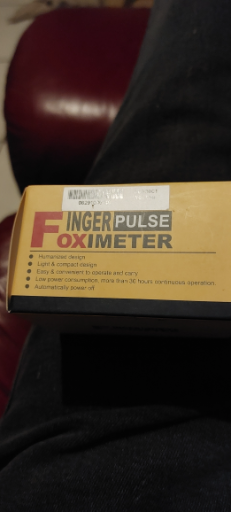 FINGER PULSE
OXIMETER
Humanized design
Light & compact design
Easy & convenient to operate and carry
Low power consumption, more than 30 hours continuous operation.
Automatically power off